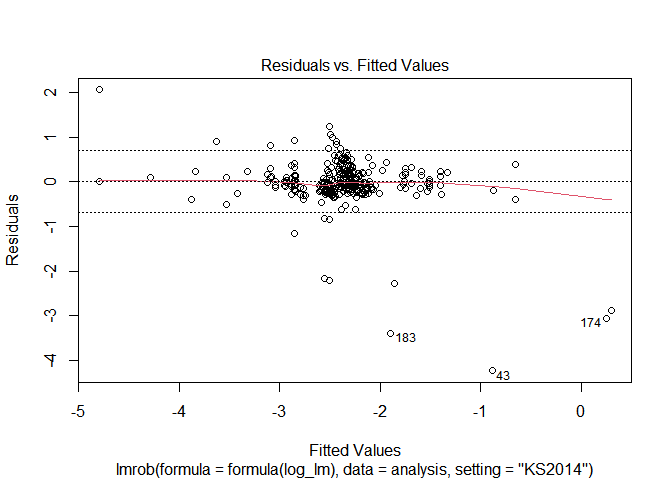 Residuals vs. Fitted Values
Residuals
2
1
0
-1
-2
-3
-4
183
174
43
-5 -4 -3 -2 -1 0
Fitted Values
lmrob(formula = formula(log_lm), data = analysis, setting = "KS2014")